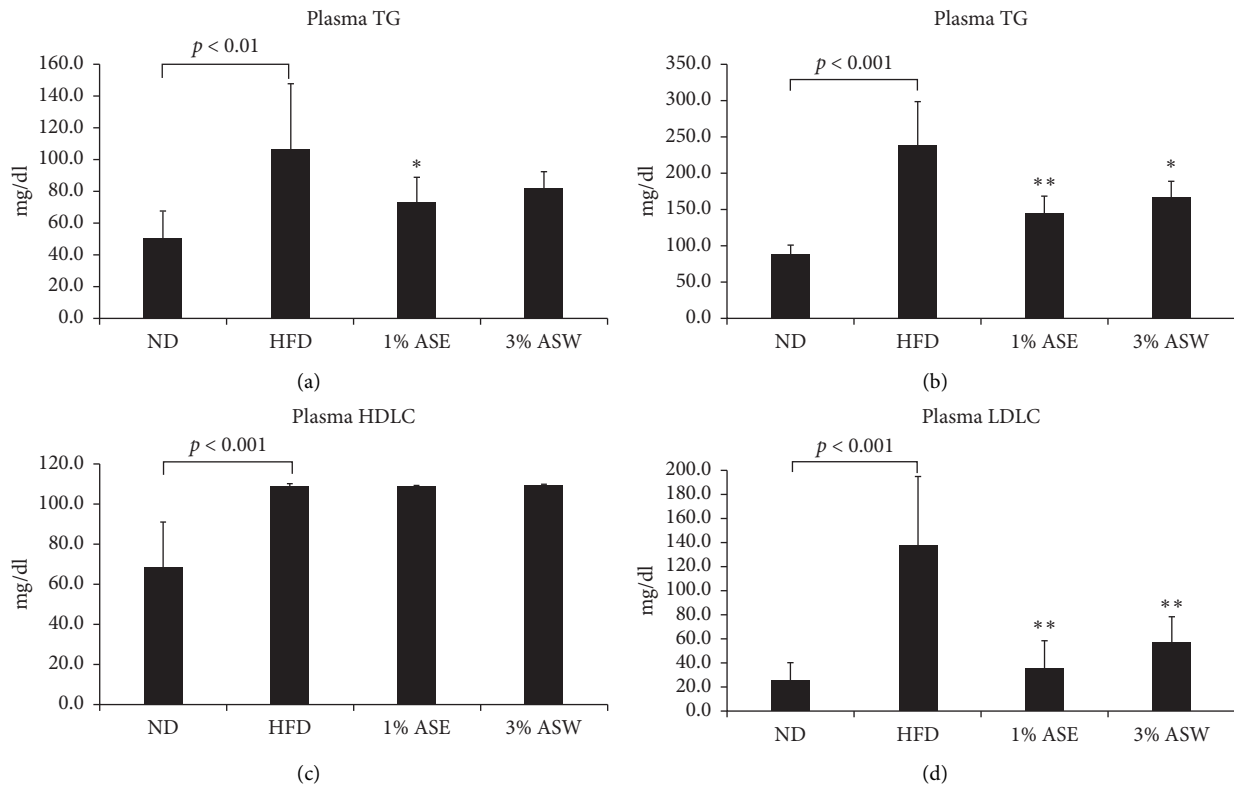 Plasma TG
p < 0.01
160.0
140.0
120.0
100.0
80.0
60.0
40.0
20.0
0.0
mg/dl
*
ND HFD 1% ASE 3% ASW
(a)
Plasma TG
p < 0.001
350.0
300.0
250.0
200.0
150.0
100.0
50.0
0.0
mg/dl
** *
ND HFD 1% ASE 3% ASW
(b)
Plasma HDLC
p < 0.001
120.0
100.0
80.0
60.0
40.0
20.0
0.0
mg/dl
ND HFD 1% ASE 3% ASW
(c)
Plasma LDLC
p < 0.001
200.0
180.0
160.0
140.0
120.0
100.0
80.0
60.0
40.0
20.0
0.0
mg/dl
** **
ND HFD 1% ASE 3% ASW
(d)